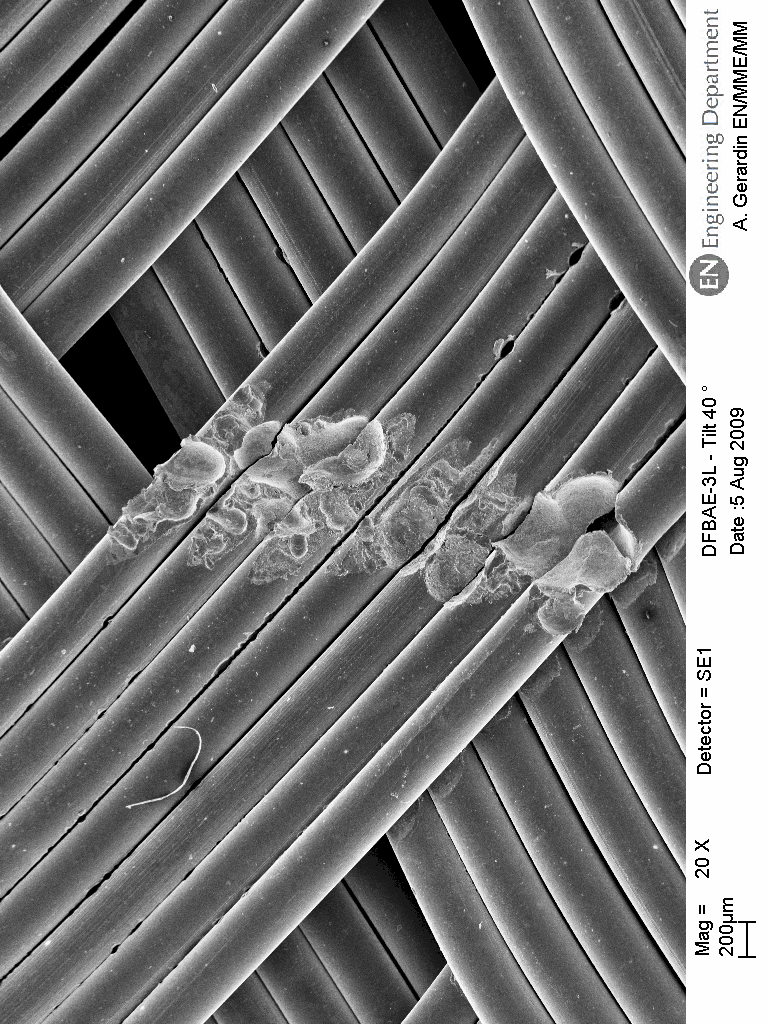 Mag = 20 X
200µm
Detector = SE1
DFBAE-3L - Tilt 40 °
Date :5 Aug 2009
EN Engineering Department
A. Gerardin EN/MME/MM